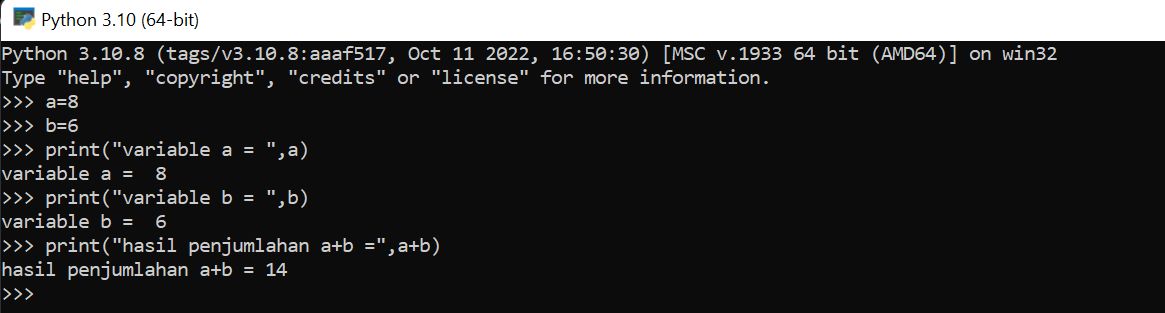 Python 3.10 (64-bit)
Python 3.10.8 (tags/v3.10.8:aaaf517, Oct 11 2022, 16:50:30) [MSC v.1933 64 bit (AMD64)] on win32
Type "help", "copyright", "credits" or "license" for more information.
>>> a=8
>>> b=6
>>> print("variable a = ",a)
variable a =  8
>>> print("variable b = ",b)
variable b =  6
>>> print("hasil penjumlahan a+b =",a+b)
hasil penjumlahan a+b = 14
>>>